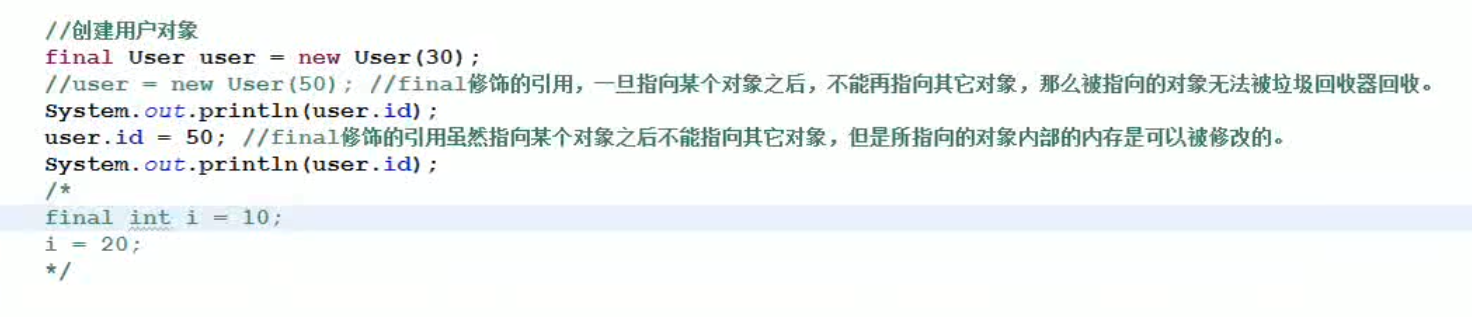 //创建用户对象
final User user = new User(30);
//user = new User(50); //final修饰的引用，一旦指向某个对象之后，不能再指向其它对象，那么被指向的对象无法被垃圾回收器回收。
System.out.println(user.id);
user.id = 50; //final修饰的引用虽然指向某个对象之后不能指向其它对象，但是所指向的对象内部的内存是可以被修改的。
System.out.println(user.id);
/*
final int i = 10;
i = 20;
*/